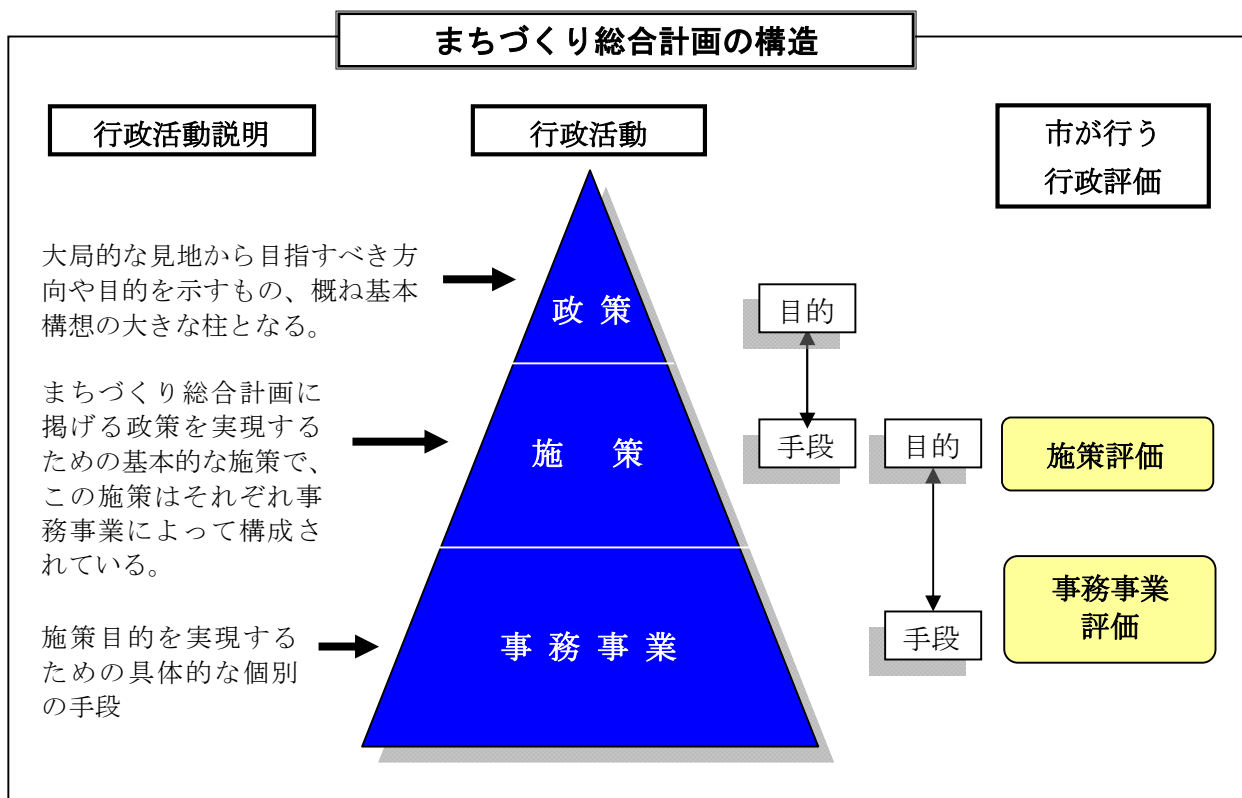 まちづくり総合計画の構造
行政活動説明
行政活動
市が行う
行政評価
大局的な見地から目指すべき方
向や目的を示すもの、概ね基本
構想の大きな柱となる。
政 策
目的
手段
まちづくり総合計画に
掲げる政策を実現する
ための基本的な施策で、
この施策はそれぞれ事
務事業によって構成さ
れている。
施 策
目的
手段
施策評価
施策目的を実現する
ための具体的な個別
の手段
事 務 事 業
事務事業
評価